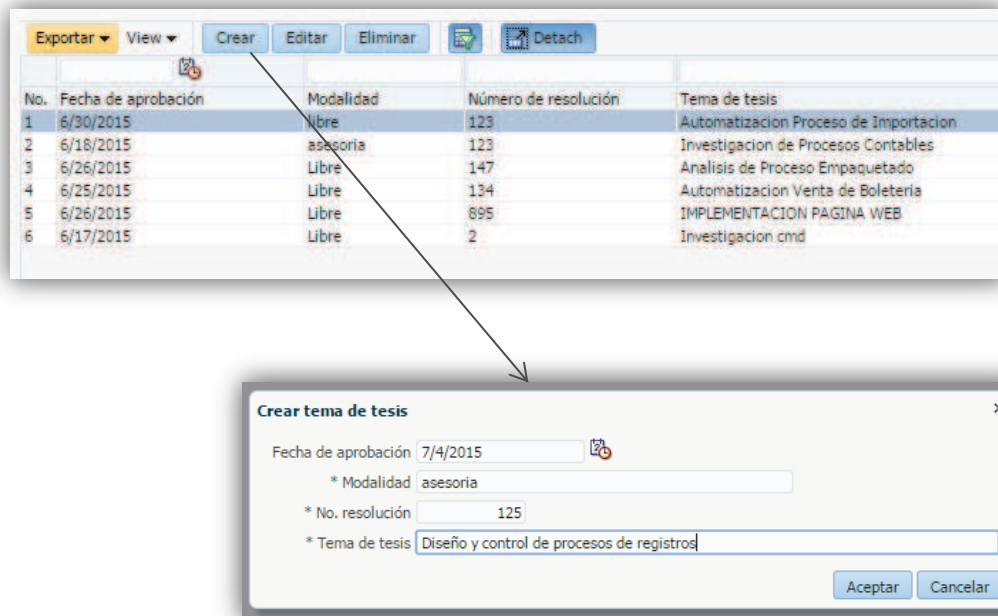 Exportar View Crear Editar Eliminar Detach
No. Fecha de aprobación Modalidad Número de resolución Tema de tesis
1 6/30/2015 libre 123 Automatizacion Proceso de Importacion
2 6/18/2015 asesoria 123 Investigacion de Procesos Contables
3 6/26/2015 Libre 147 Analisis de Proceso Empaquetado
4 6/25/2015 Libre 134 Automatizacion Venta de Boleteria
5 6/26/2015 Libre 895 IMPLEMENTACION PAGINA WEB
6 6/17/2015 Libre 2 Investigacion cmd
Crear tema de tesis
Fecha de aprobación 7/4/2015
* Modalidad asesoria
* No. resolución 125
* Tema de tesis Diseño y control de procesos de registros
Aceptar Cancelar